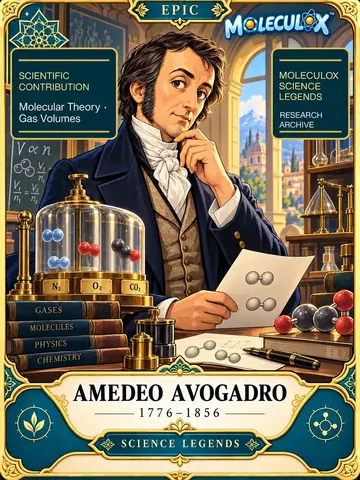 EPIC
MOLECULOX
SCIENTIFIC
CONTRIBUTION
Molecular Theory ·
Gas Volumes
MOLECULOX
SCIENCE
LEGENDS
RESEARCH
ARCHIVE
V ∝ n
N₂
O₂
CO₂
GASES
MOLECULES
PHYSICS
CHEMISTRY
AMEDEO AVOGADRO
1776–1856
SCIENCE LEGENDS